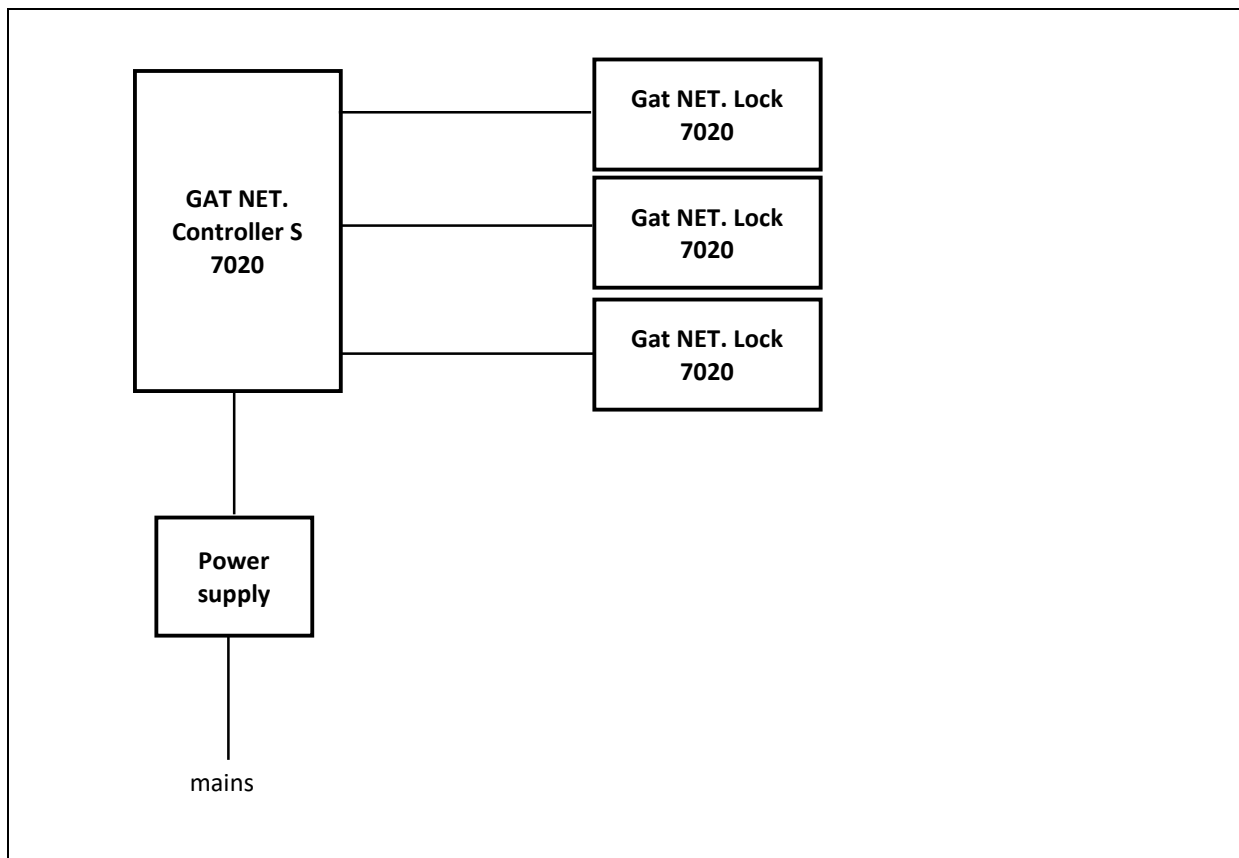 GAT NET.
Controller S
7020
Gat NET. Lock
7020
Gat NET. Lock
7020
Gat NET. Lock
7020
Power
supply
mains